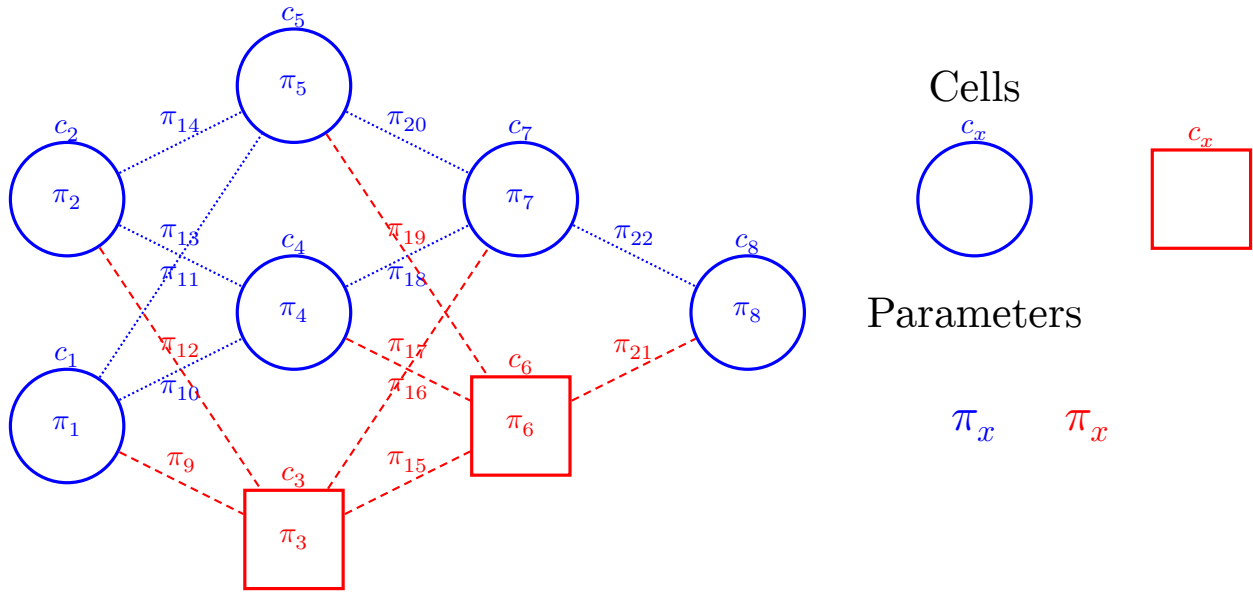 c₅
π₅
Cells
π₁₄
π₂₀
c₂
c₇
cₓ
cₓ
π₂
π₇
π₁₃
π₁₉
π₂₂
c₄
c₈
π₁₁
π₁₈
π₄
π₈
Parameters
π₁₂
π₁₇
π₂₁
c₁
c₆
π₁₀
π₁₆
π₁
π₆
πₓ
πₓ
π₉
π₁₅
c₃
π₃